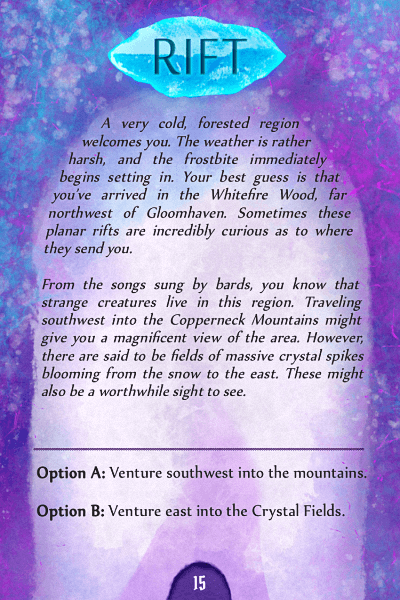 RIFT
A very cold, forested region
welcomes you. The weather is rather
harsh, and the frostbite immediately
begins setting in. Your best guess is that
you've arrived in the Whitefire Wood, far
northwest of Gloomhaven. Sometimes these
planar rifts are incredibly curious as to where
they send you.
From the songs sung by bards, you know that
strange creatures live in this region. Traveling
southwest into the Copperneck Mountains might
give you a magnificent view of the area. However,
there are said to be fields of massive crystal spikes
blooming from the snow to the east. These might
also be a worthwhile sight to see.
Option A: Venture southwest into the mountains.
Option B: Venture east into the Crystal Fields.
15